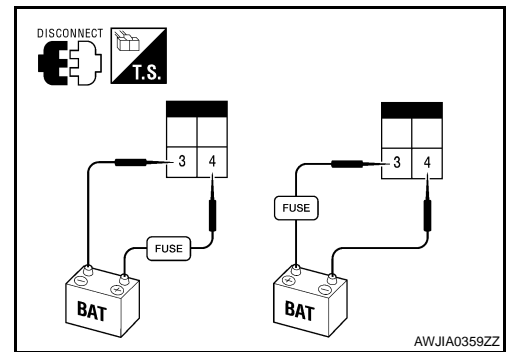 DISCONNECT
T.S.
3 4
3 4
FUSE
FUSE
− +
− +
BAT
BAT
AWJIA0359ZZ